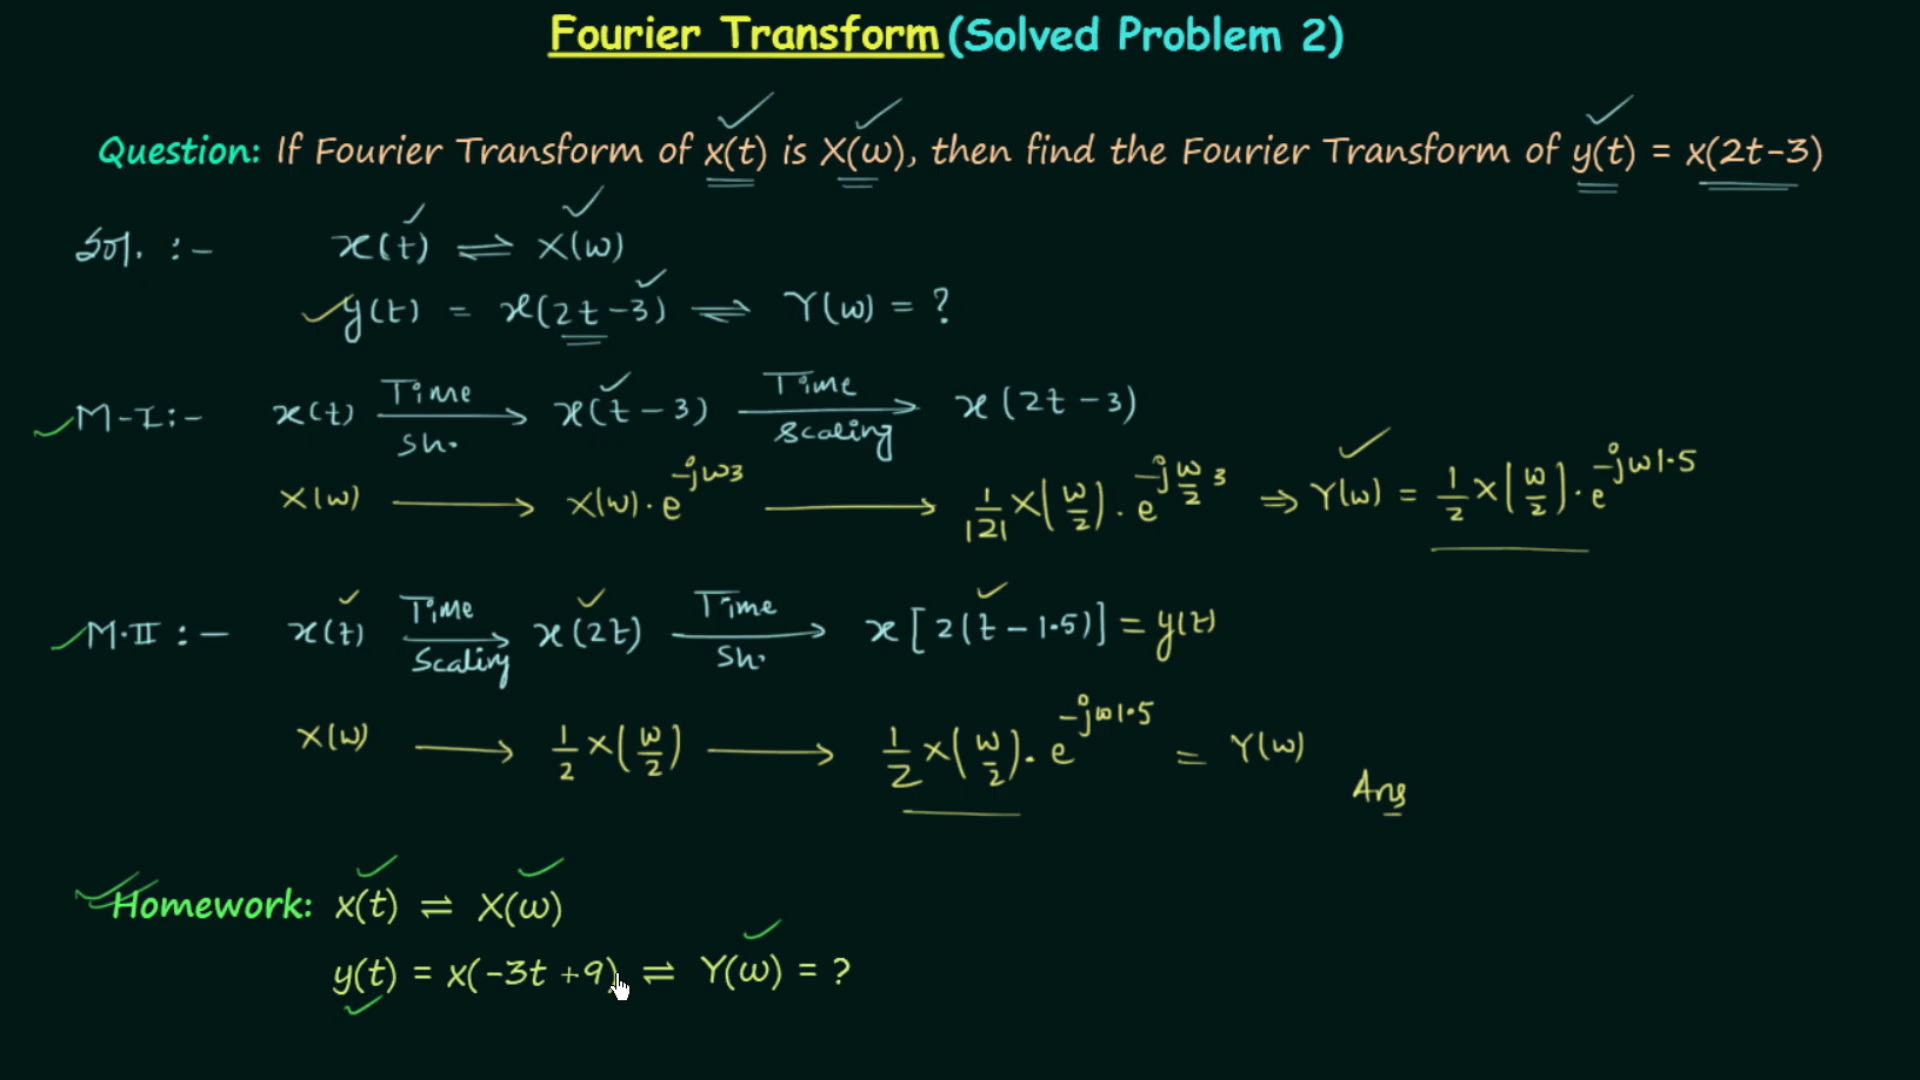 Fourier Transform (Solved Problem 2)
Question: If Fourier Transform of x(t) is X(ω), then find the Fourier Transform of y(t) = x(2t-3)
Sol. :- x(t) ⇌ X(ω)
y(t) = x(2t-3) ⇌ Y(ω) = ?
M-I:- x(t) Time Sh. → x(t-3) Time Scaling → x(2t-3)
X(ω) → X(ω)·e^{-jω3} → 1/|2| X(ω/2)·e^{-jω/2 3} ⇒ Y(ω) = 1/2 X(ω/2)·e^{-jω1.5}
M·II :- x(t) Time Scaling → x(2t) Time Sh. → x[2(t-1.5)] = y(t)
X(ω) → 1/2 X(ω/2) → 1/2 X(ω/2)·e^{-jω1.5} = Y(ω)
Ans
Homework: x(t) ⇌ X(ω)
y(t) = x(-3t +9) ⇌ Y(ω) = ?